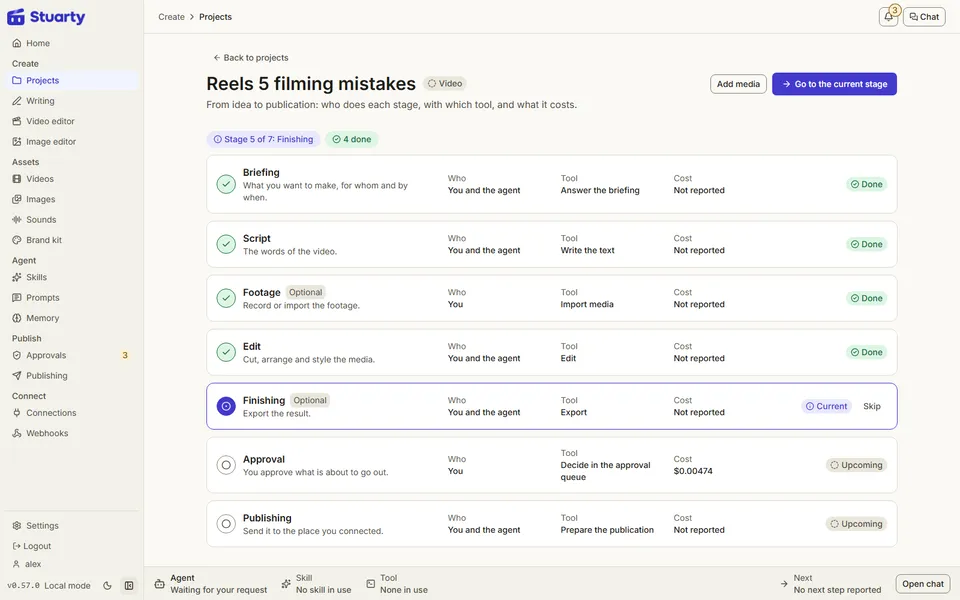 Stuarty
Home
Create
Projects
Writing
Video editor
Image editor
Assets
Videos
Images
Sounds
Brand kit
Agent
Skills
Prompts
Memory
Publish
Approvals 3
Publishing
Connect
Connections
Webhooks
Settings
Logout
alex
v0.57.0 Local mode
Create > Projects
3
Chat
← Back to projects
Reels 5 filming mistakes Video
From idea to publication: who does each stage, with which tool, and what it costs.
Add media
→ Go to the current stage
Stage 5 of 7: Finishing 4 done
Briefing
What you want to make, for whom and by
when.
Who
You and the agent
Tool
Answer the briefing
Cost
Not reported
Done
Script
The words of the video.
Who
You and the agent
Tool
Write the text
Cost
Not reported
Done
Footage Optional
Record or import the footage.
Who
You
Tool
Import media
Cost
Not reported
Done
Edit
Cut, arrange and style the media.
Who
You and the agent
Tool
Edit
Cost
Not reported
Done
Finishing Optional
Export the result.
Who
You and the agent
Tool
Export
Cost
Not reported
Current Skip
Approval
You approve what is about to go out.
Who
You
Tool
Decide in the approval
queue
Cost
$0.00474
Upcoming
Publishing
Send it to the place you connected.
Who
You and the agent
Tool
Prepare the publication
Cost
Not reported
Upcoming
Agent
Waiting for your request
Skill
No skill in use
Tool
None in use
→ Next
No next step reported
Open chat